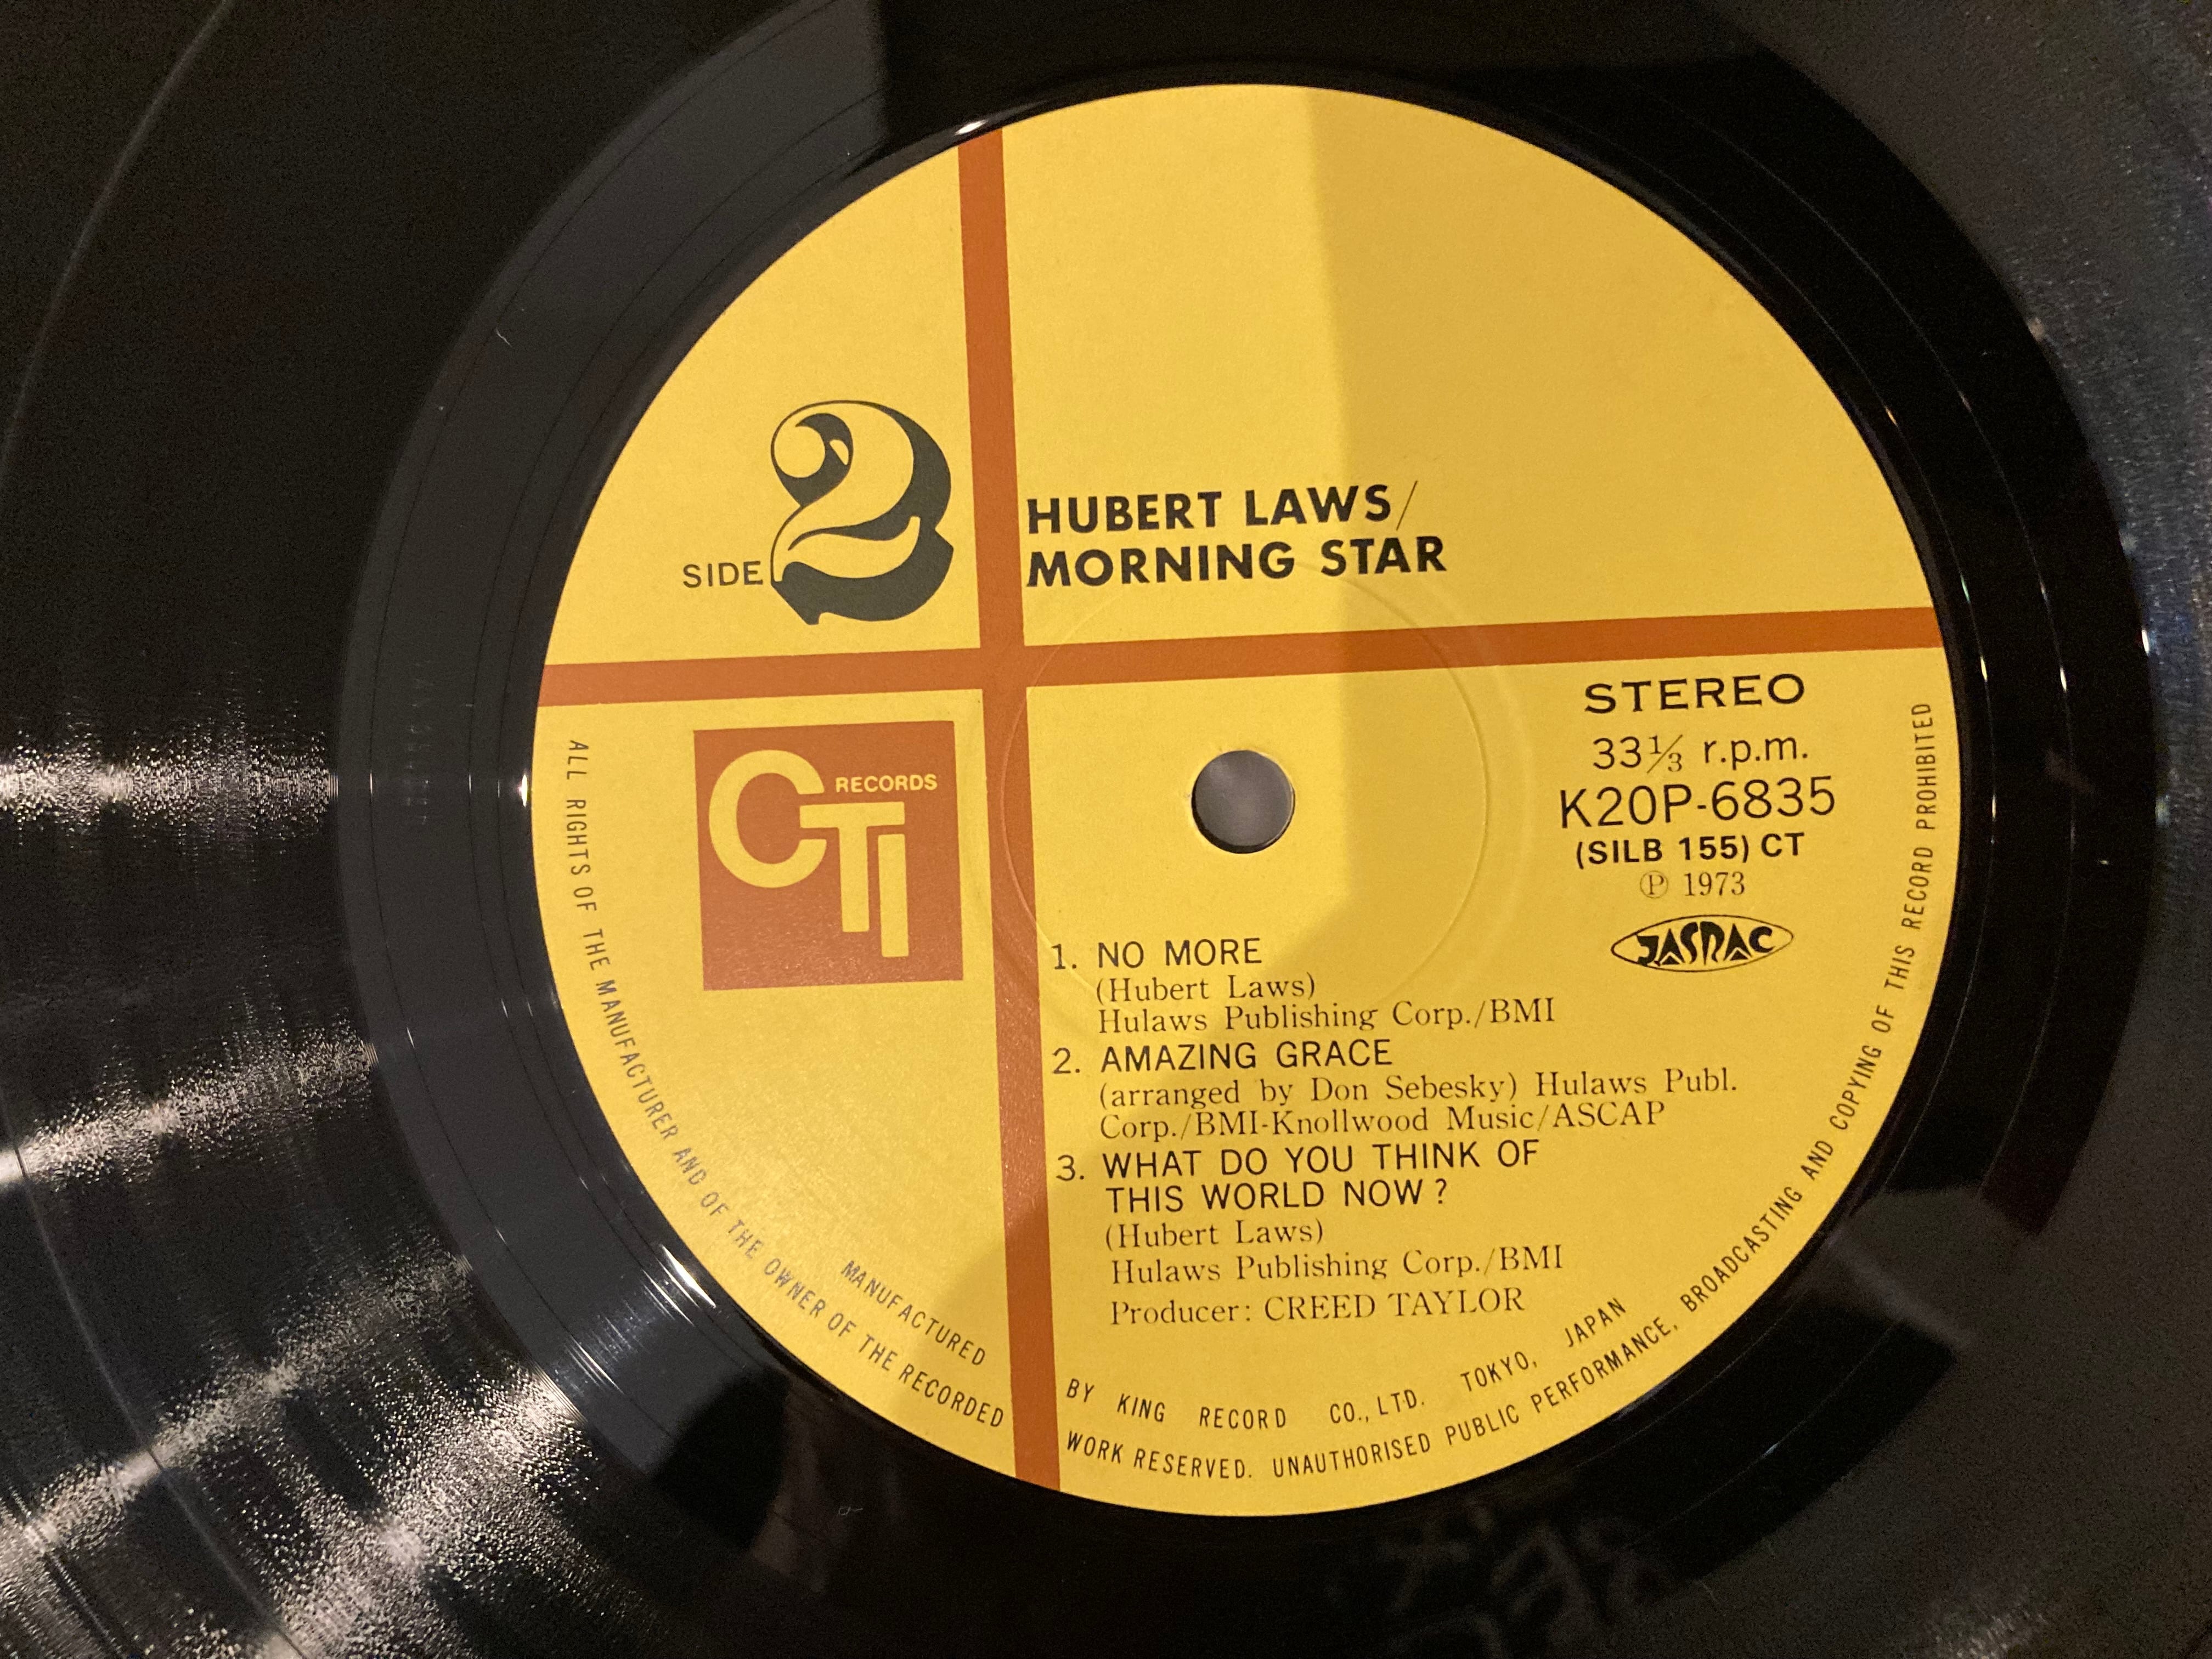 SIDE 2
HUBERT LAWS/
MORNING STAR
CTI RECORDS
STEREO
33⅓ r.p.m.
K20P-6835
(SILB 155) CT
Ⓟ 1973
JASRAC
1. NO MORE
(Hubert Laws)
Hulaws Publishing Corp./BMI
2. AMAZING GRACE
(arranged by Don Sebesky) Hulaws Publ.
Corp./BMI-Knollwood Music/ASCAP
3. WHAT DO YOU THINK OF
THIS WORLD NOW?
(Hubert Laws)
Hulaws Publishing Corp./BMI
Producer: CREED TAYLOR
MANUFACTURED BY KING RECORD CO., LTD. TOKYO, JAPAN
ALL RIGHTS OF THE MANUFACTURER AND OF THE OWNER OF THE RECORDED WORK RESERVED. UNAUTHORISED PUBLIC PERFORMANCE, BROADCASTING AND COPYING OF THIS RECORD PROHIBITED